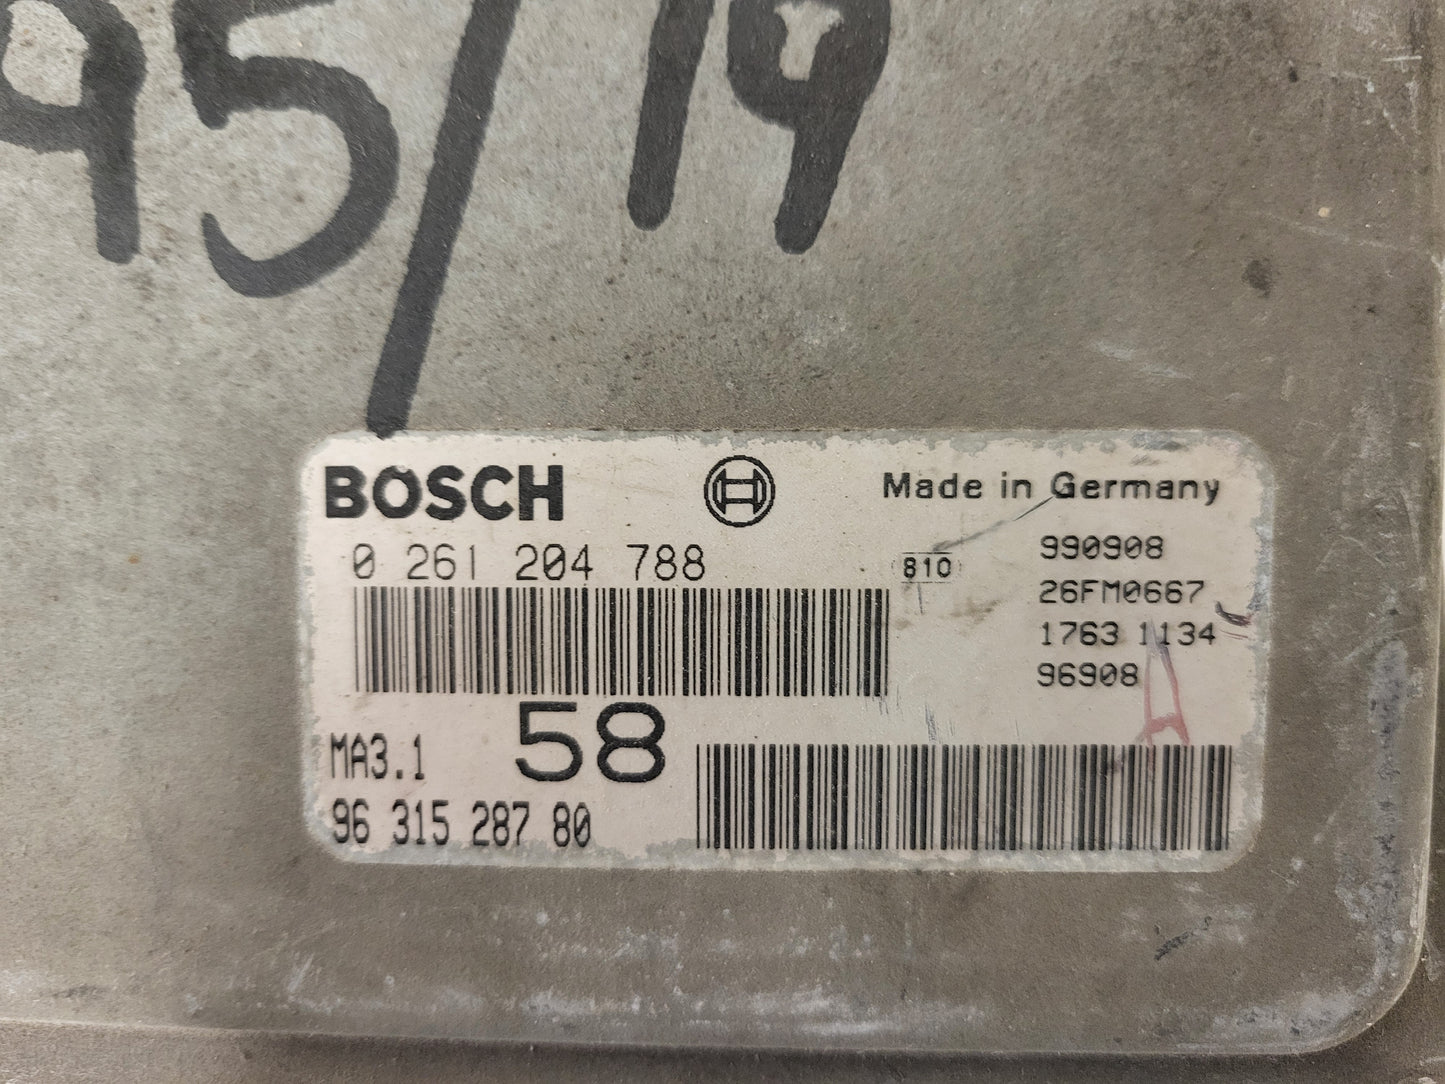 95/19
BOSCH
Made in Germany
0 261 204 788
810
990908
26FM0667
1763 1134
96908
A
MA3.1
58
96 315 287 80